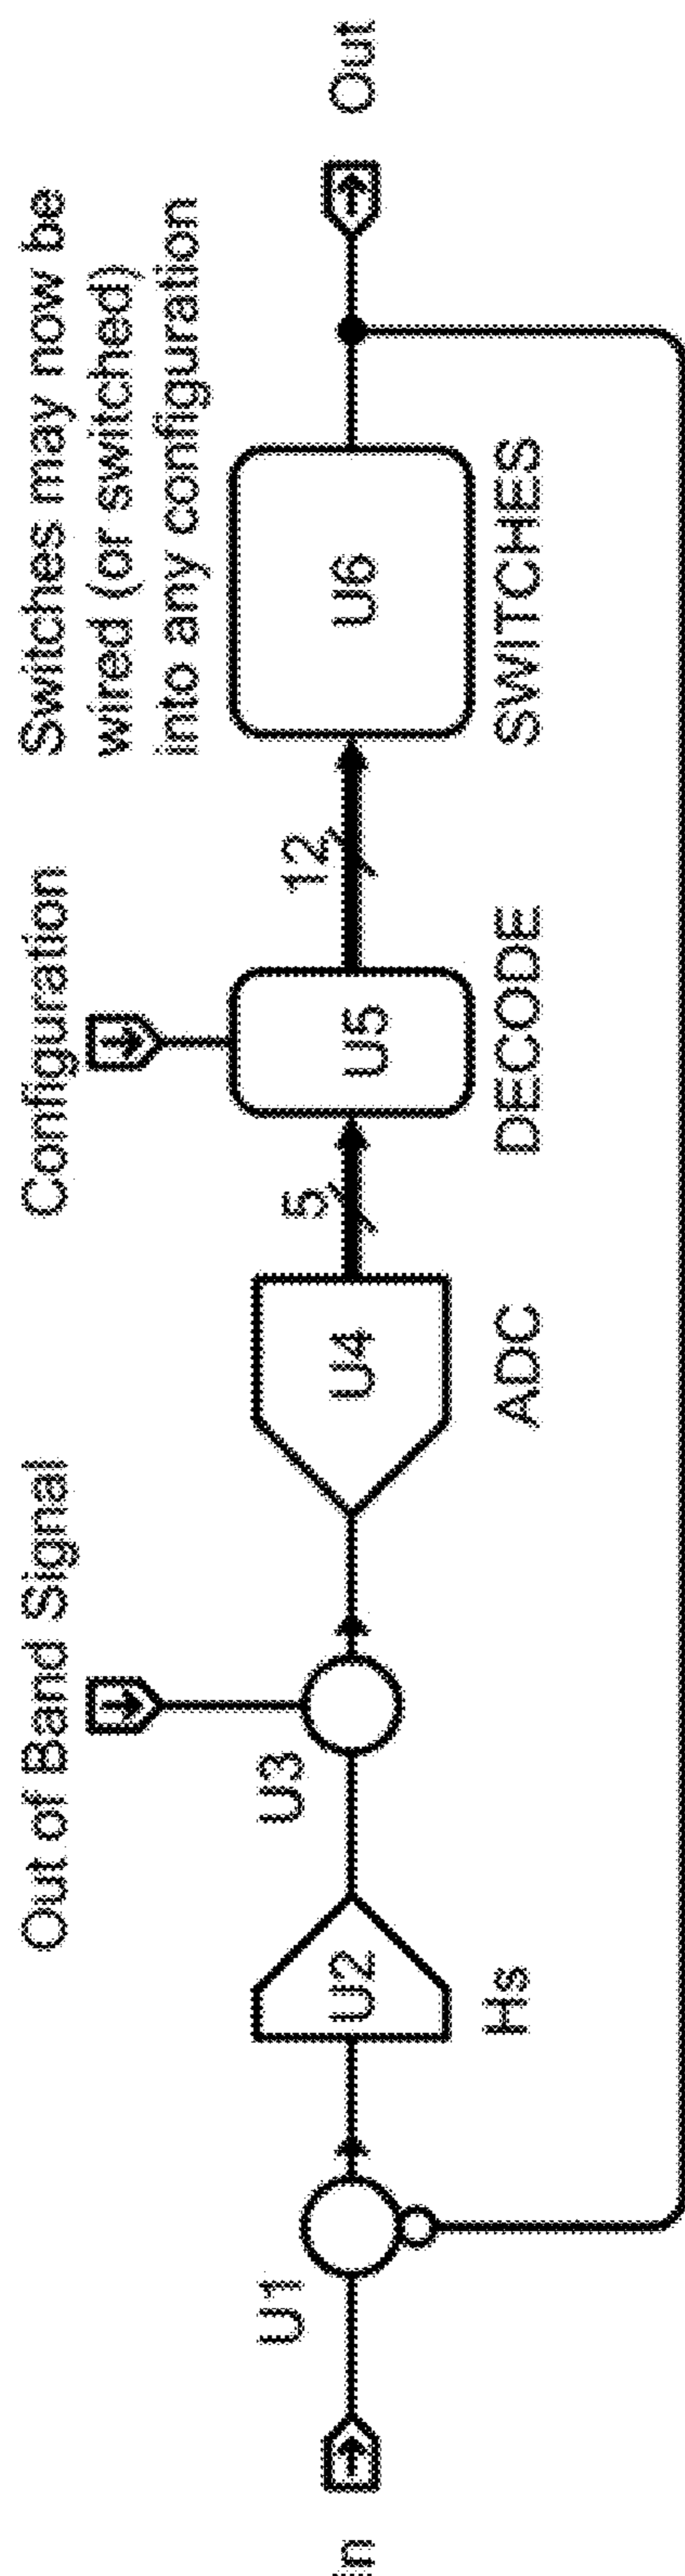 Out of Band Signal
Configuration
Switches may now be
wired (or switched)
into any configuration
in
U1
U2
Hs
U3
U4
ADC
5
U5
DECODE
12
U6
SWITCHES
Out